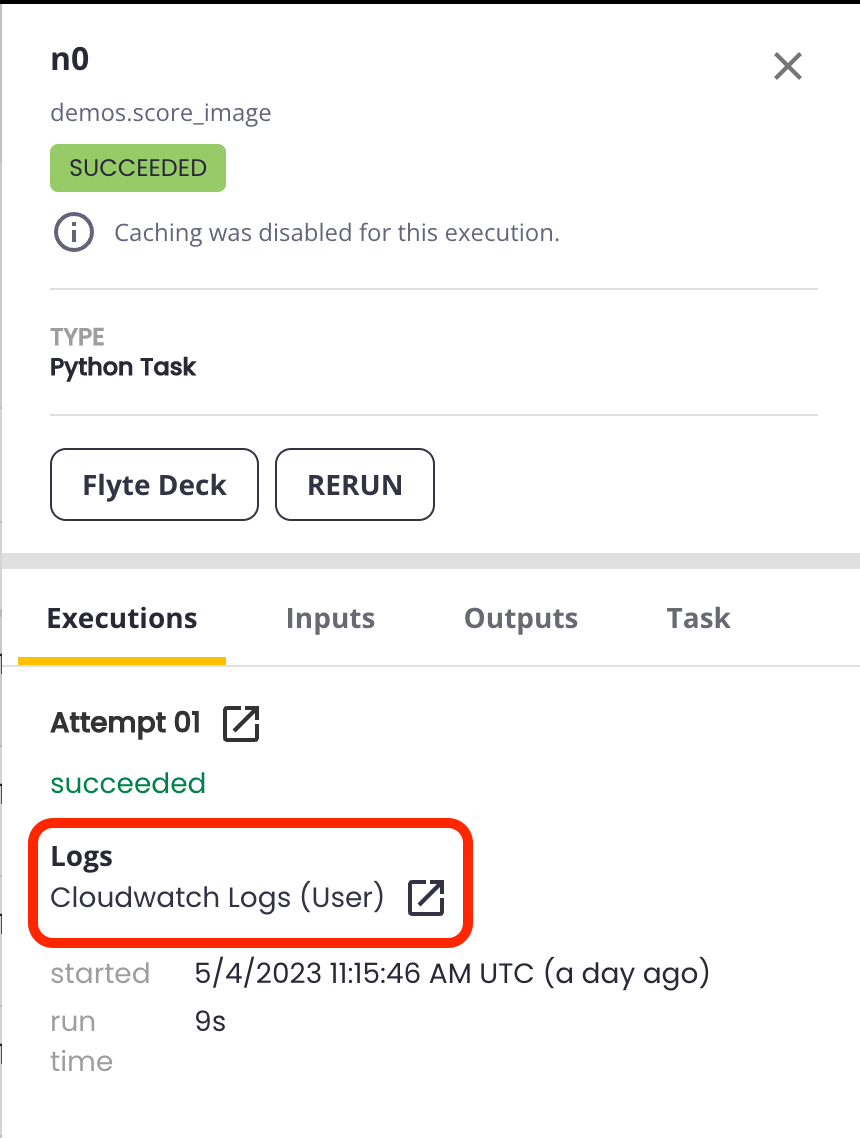 n0
demos.score_image
SUCCEEDED
Caching was disabled for this execution.
TYPE
Python Task
Flyte Deck RERUN
Executions Inputs Outputs Task
Attempt 01
succeeded
Logs
Cloudwatch Logs (User)
started 5/4/2023 11:15:46 AM UTC (a day ago)
run 9s
time